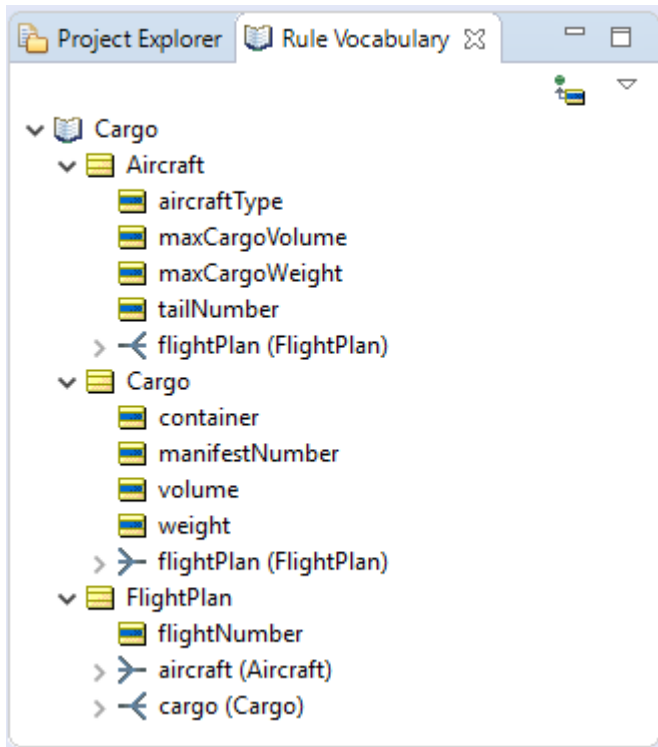 Project Explorer Rule Vocabulary
Cargo
Aircraft
aircraftType
maxCargoVolume
maxCargoWeight
tailNumber
flightPlan (FlightPlan)
Cargo
container
manifestNumber
volume
weight
flightPlan (FlightPlan)
FlightPlan
flightNumber
aircraft (Aircraft)
cargo (Cargo)